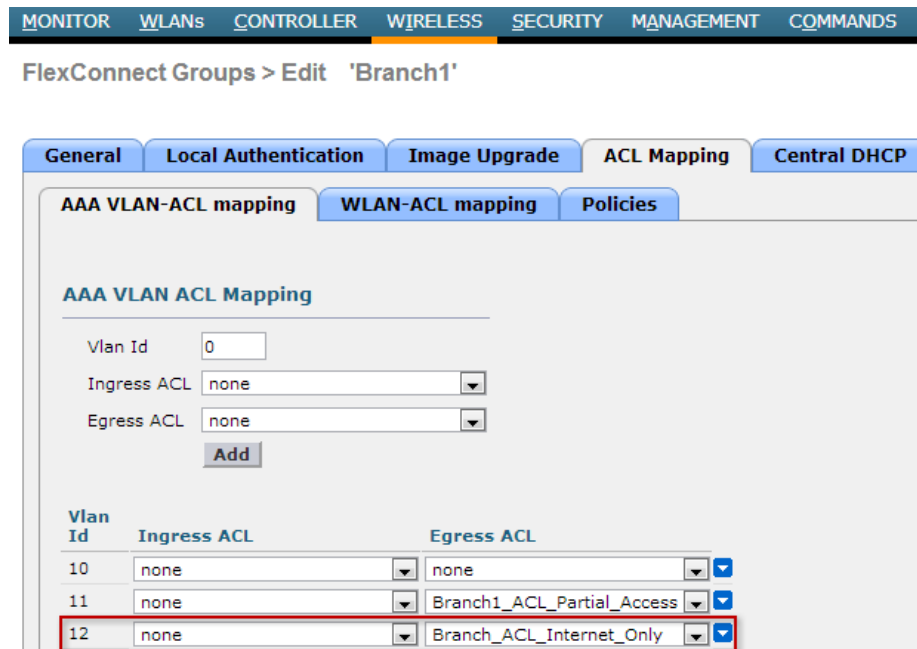 MONITOR WLANs CONTROLLER WIRELESS SECURITY MANAGEMENT COMMANDS
FlexConnect Groups > Edit 'Branch1'
General Local Authentication Image Upgrade ACL Mapping Central DHCP
AAA VLAN-ACL mapping WLAN-ACL mapping Policies
AAA VLAN ACL Mapping
Vlan Id 0
Ingress ACL none
Egress ACL none
Add
Vlan
Id Ingress ACL Egress ACL
10 none none
11 none Branch1_ACL_Partial_Access
12 none Branch_ACL_Internet_Only